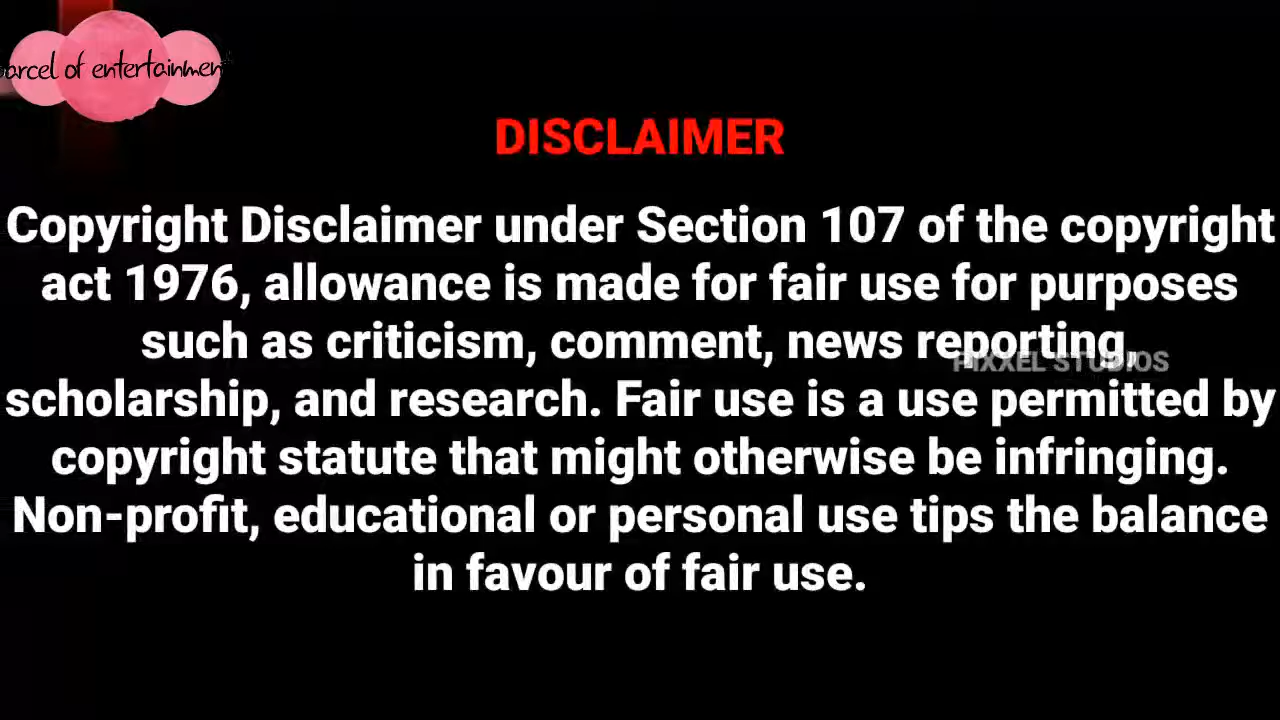 arcel of entertainment
DISCLAIMER
Copyright Disclaimer under Section 107 of the copyright
act 1976, allowance is made for fair use for purposes
such as criticism, comment, news reporting,
PIXXEL STUDIOS
scholarship, and research. Fair use is a use permitted by
copyright statute that might otherwise be infringing.
Non-profit, educational or personal use tips the balance
in favour of fair use.